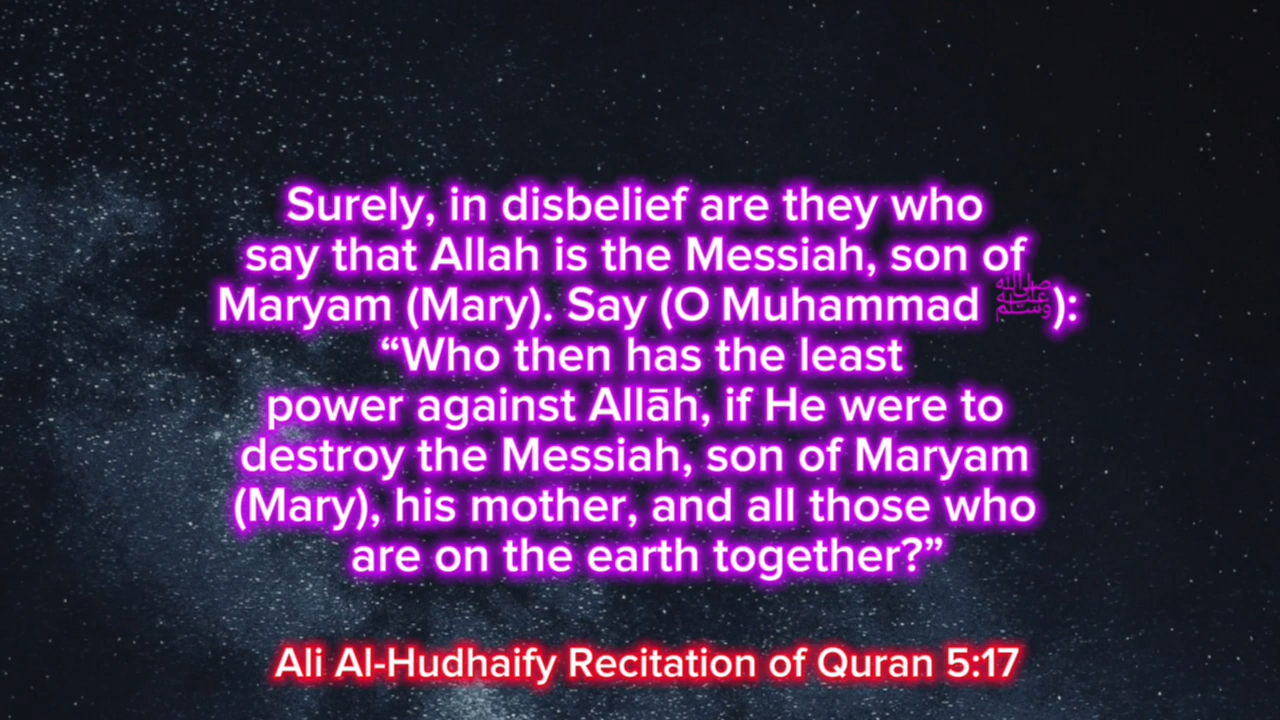 Surely, in disbelief are they who
say that Allah is the Messiah, son of
Maryam (Mary). Say (O Muhammad ﷺ):
“Who then has the least
power against Allāh, if He were to
destroy the Messiah, son of Maryam
(Mary), his mother, and all those who
are on the earth together?”
Ali Al-Hudhaify Recitation of Quran 5:17